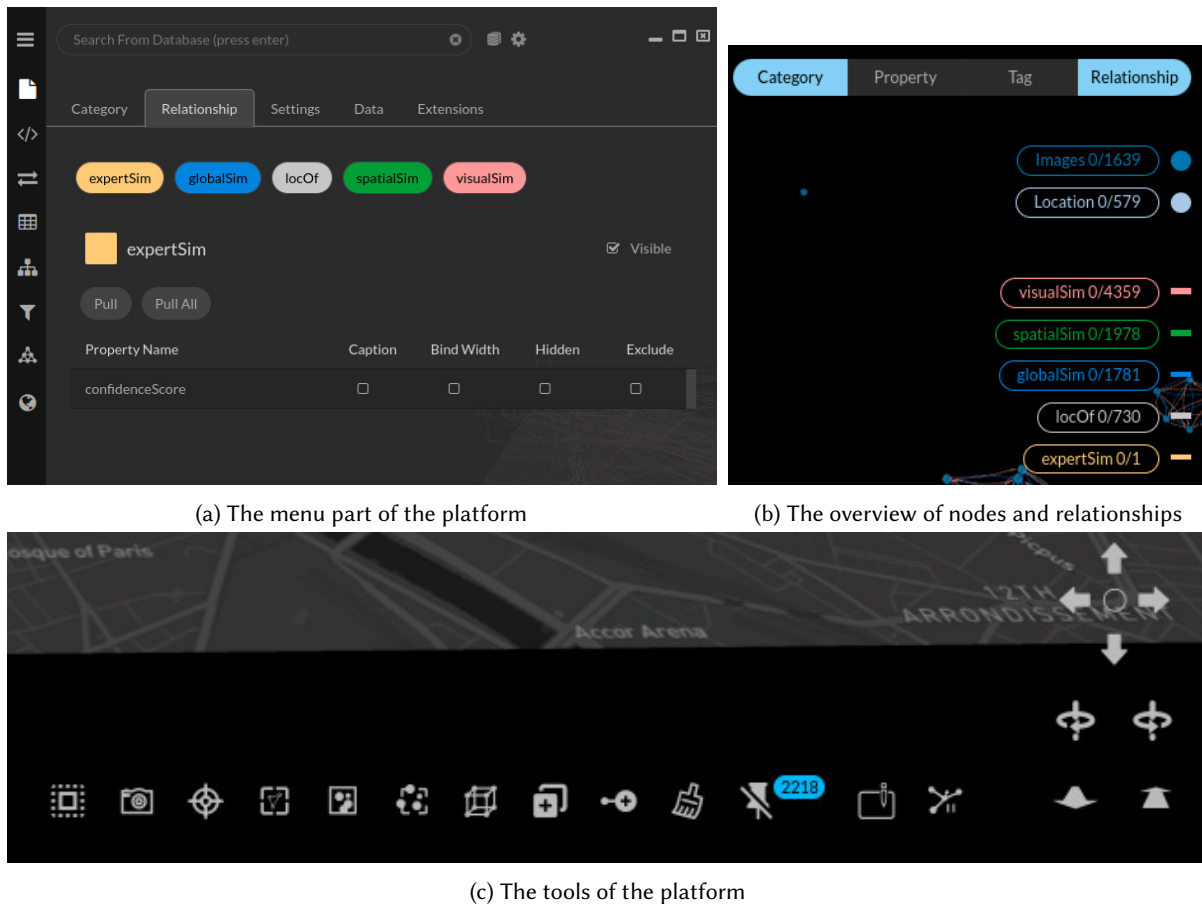 Search From Database (press enter)
Category Relationship Settings Data Extensions
expertSim globalSim locOf spatialSim visualSim
expertSim Visible
Pull Pull All
Property Name Caption Bind Width Hidden Exclude
confidenceScore
(a) The menu part of the platform
Category Property Tag Relationship
Images 0/1639
Location 0/579
visualSim 0/4359
spatialSim 0/1978
globalSim 0/1781
locOf 0/730
expertSim 0/1
(b) The overview of nodes and relationships
osque of Paris
Picpus
12TH
ARRONDISSEMENT
Accor Arena
2218
(c) The tools of the platform